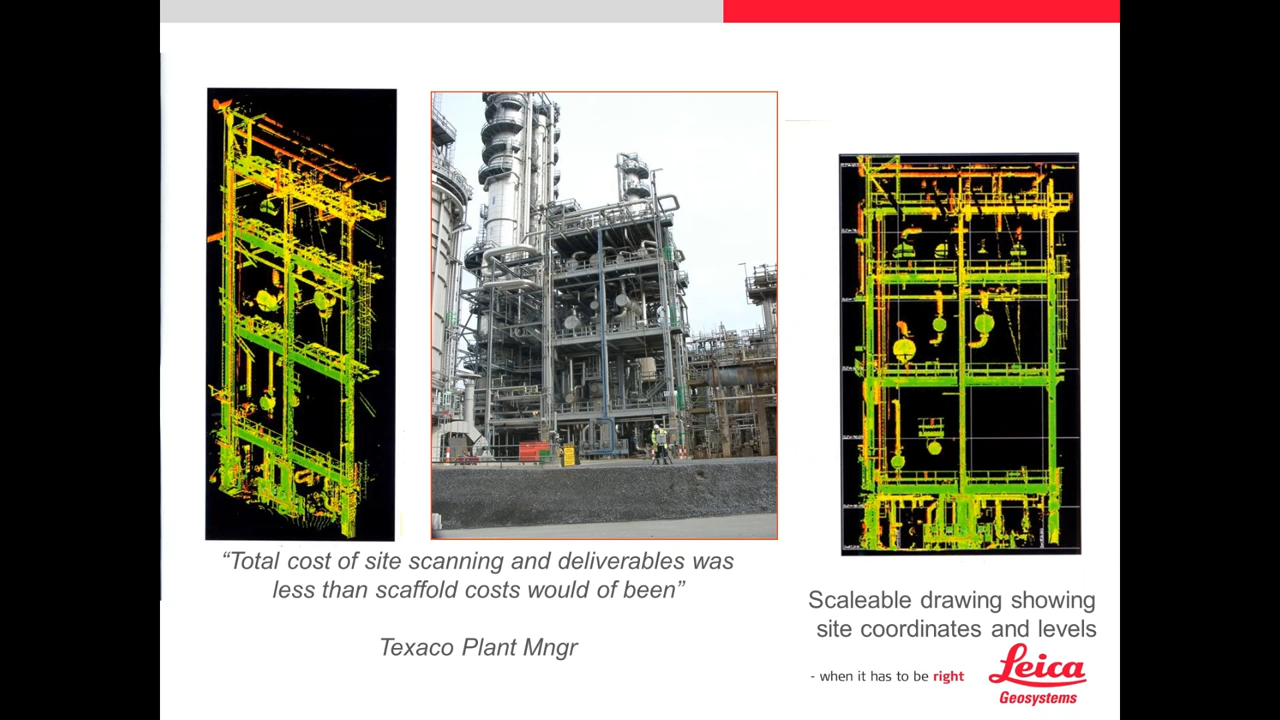 “Total cost of site scanning and deliverables was
less than scaffold costs would of been”
Texaco Plant Mngr
Scaleable drawing showing
site coordinates and levels
- when it has to be right
Leica
Geosystems